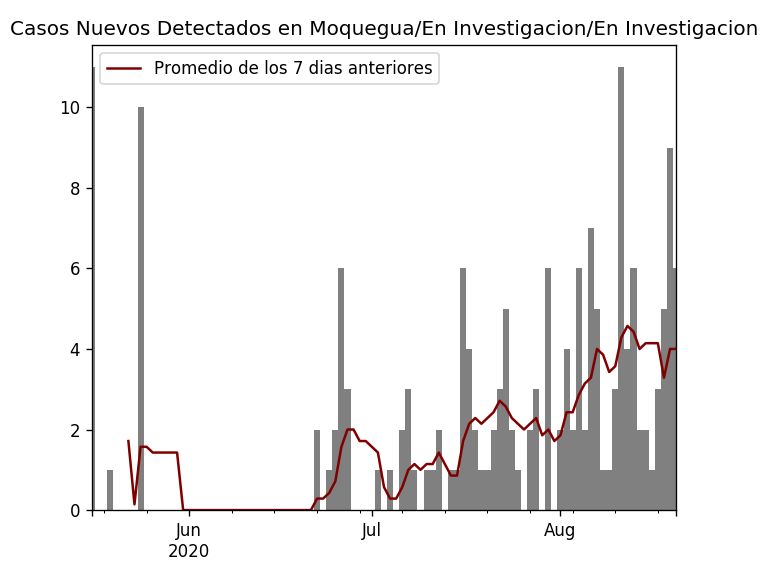 Casos Nuevos Detectados en Moquegua/En Investigacion/En Investigacion
Promedio de los 7 dias anteriores
10
8
6
4
2
0
Jun
2020
Jul
Aug